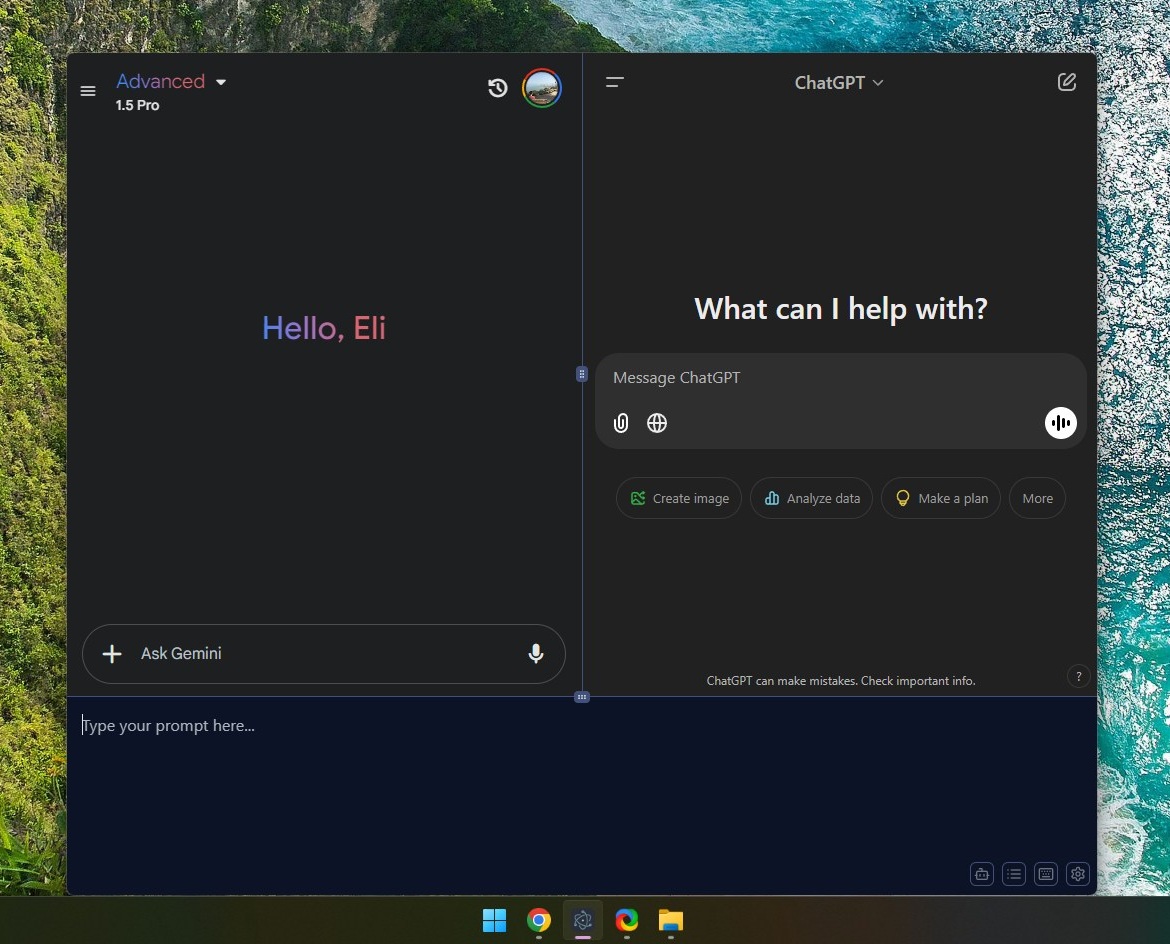 Advanced
1.5 Pro
Hello, Eli
Ask Gemini
ChatGPT
What can I help with?
Message ChatGPT
Create image
Analyze data
Make a plan
More
ChatGPT can make mistakes. Check important info.
?
Type your prompt here...